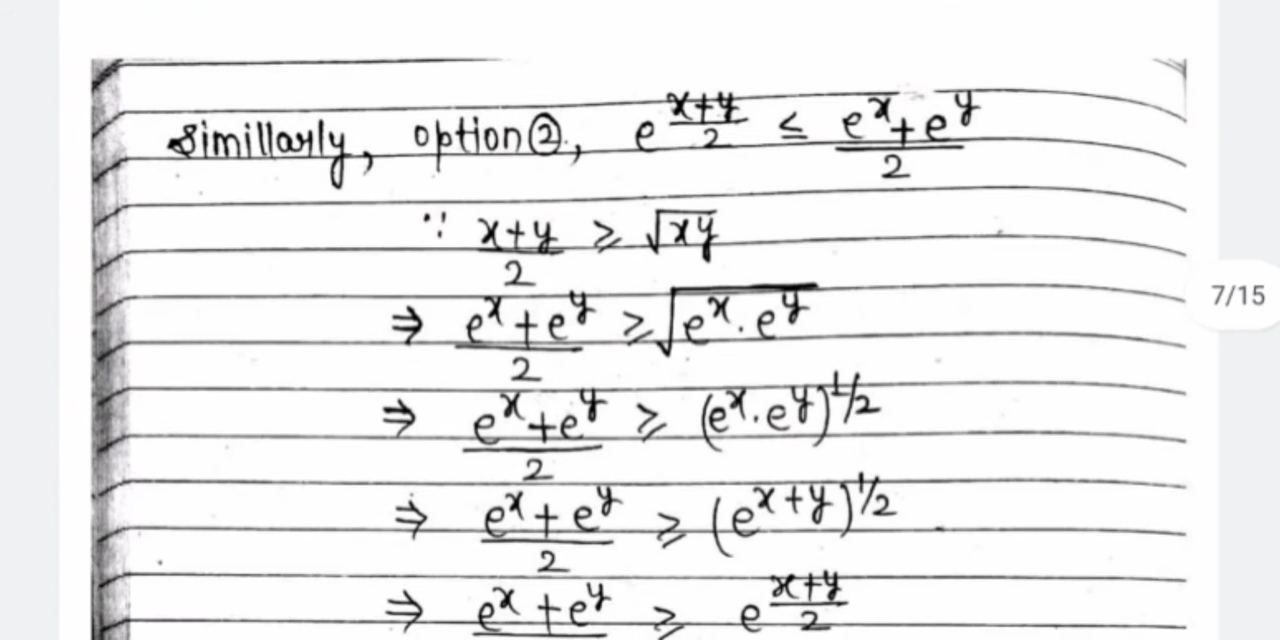 Simillarly, option②, e^((x+y)/2) ≤ (e^x+e^y)/2
∵ (x+y)/2 ≥ √(xy)
⇒ (e^x+e^y)/2 ≥ √(e^x.e^y)
⇒ (e^x+e^y)/2 ≥ (e^x.e^y)^1/2
⇒ (e^x+e^y)/2 ≥ (e^(x+y))^1/2
⇒ e^x+e^y ≥ e^((x+y)/2)
7/15